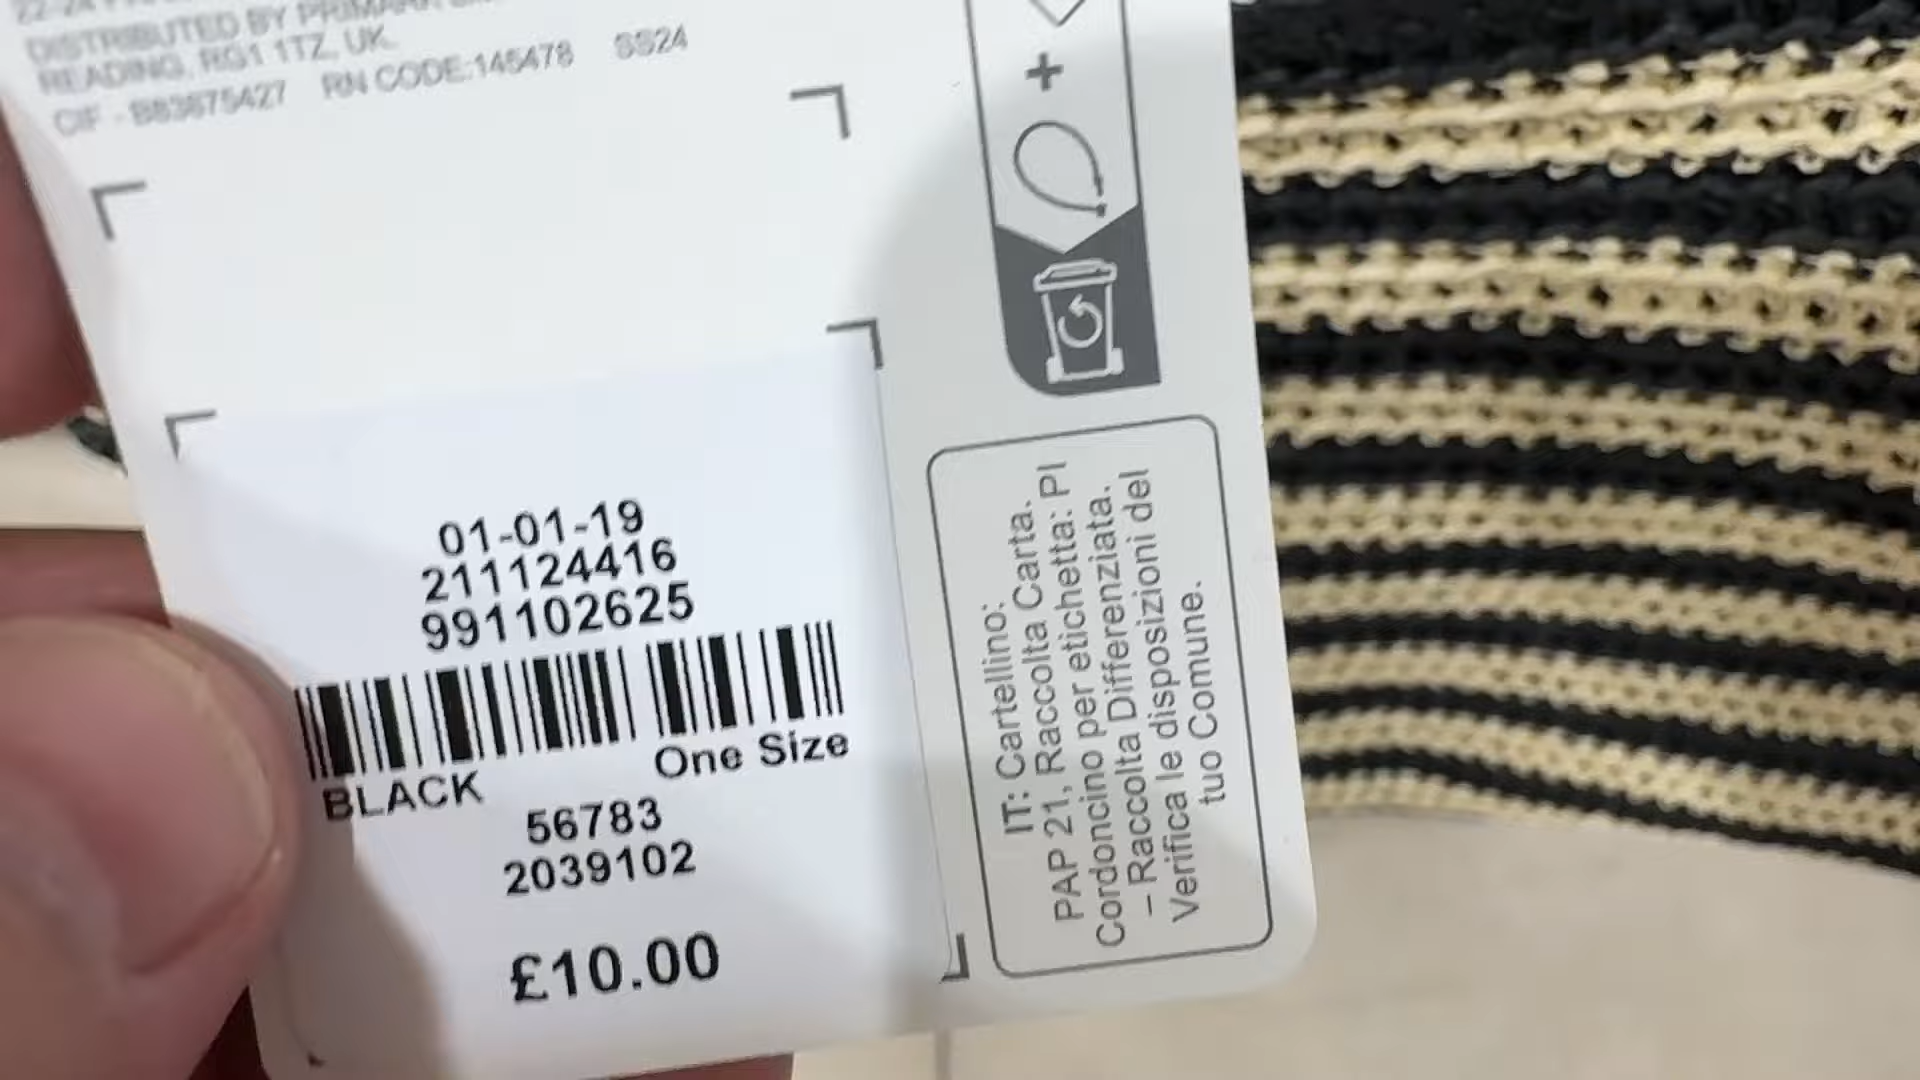 DISTRIBUTED BY PRIMARK
READING, RG1 1TZ, UK.
CIF - B83875427 RN CODE:145478 SS24
01-01-19
211124416
991102625
BLACK One Size
56783
2039102
£10.00
IT: Cartellino:
PAP 21, Raccolta Carta.
Cordoncino per etichetta: Pl
– Raccolta Differenziata.
Verifica le disposizioni del
tuo Comune.